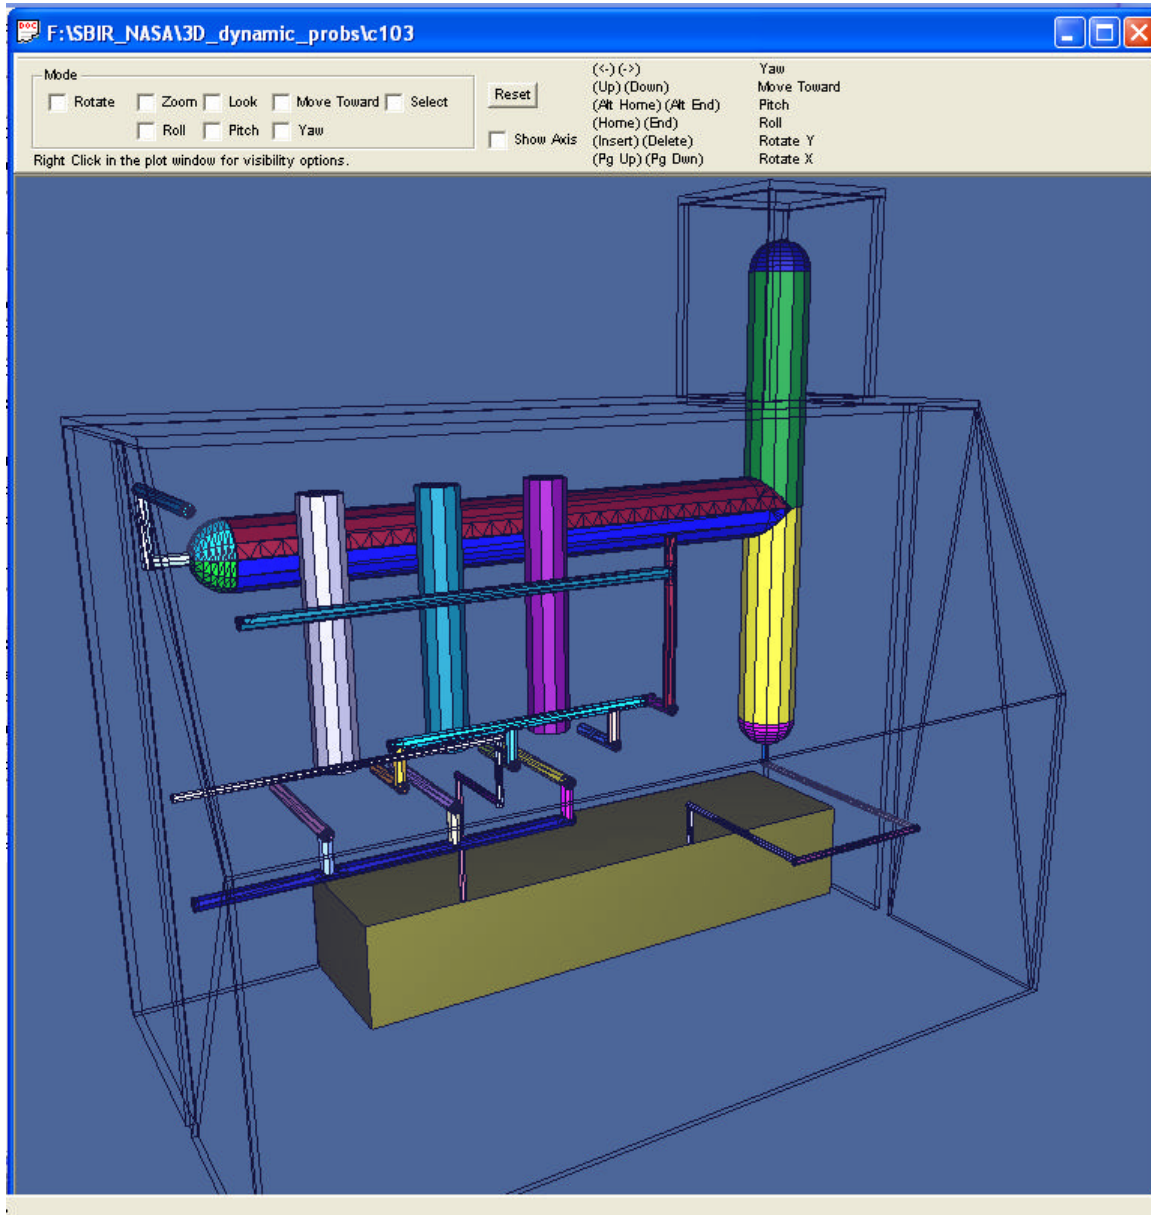 DOC F:\SBIR_NASA\3D_dynamic_probs\c103
Mode
Rotate Zoom Look Move Toward Select
Roll Pitch Yaw
Right Click in the plot window for visibility options.
Reset
Show Axis
(<-) (->) Yaw
(Up) (Down) Move Toward
(Alt Home) (Alt End) Pitch
(Home) (End) Roll
(Insert) (Delete) Rotate Y
(Pg Up) (Pg Dwn) Rotate X